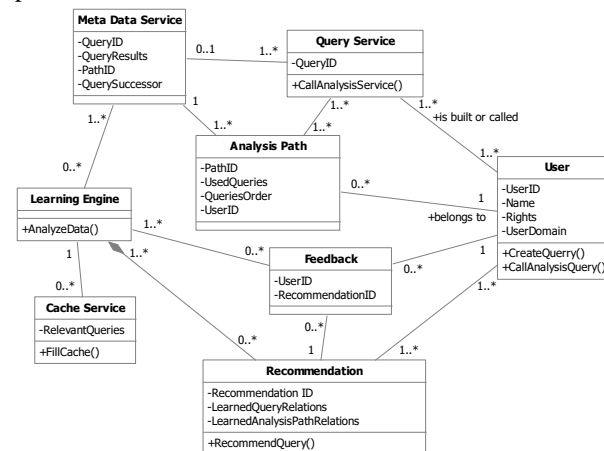 Meta Data Service
-QueryID
-QueryResults
-PathID
-QuerySuccessor
0..1
1..*
Query Service
-QueryID
+CallAnalysisService()
1..*
1
1..*
1..*
1..*
1..*
+is built or called
1..*
Analysis Path
-PathID
-UsedQueries
-QueriesOrder
-UserID
0..*
1
+belongs to
User
-UserID
-Name
-Rights
-UserDomain
+CreateQuerry()
+CallAnalysisQuery()
0..*
Learning Engine
+AnalyzeData()
1..*
0..*
Feedback
-UserID
-RecommendationID
0..*
1
1
0..*
1..*
1..*
Cache Service
-RelevantQueries
+FillCache()
0..*
0..*
1
1..*
Recommendation
-Recommendation ID
-LearnedQueryRelations
-LearnedAnalysisPathRelations
+RecommendQuery()